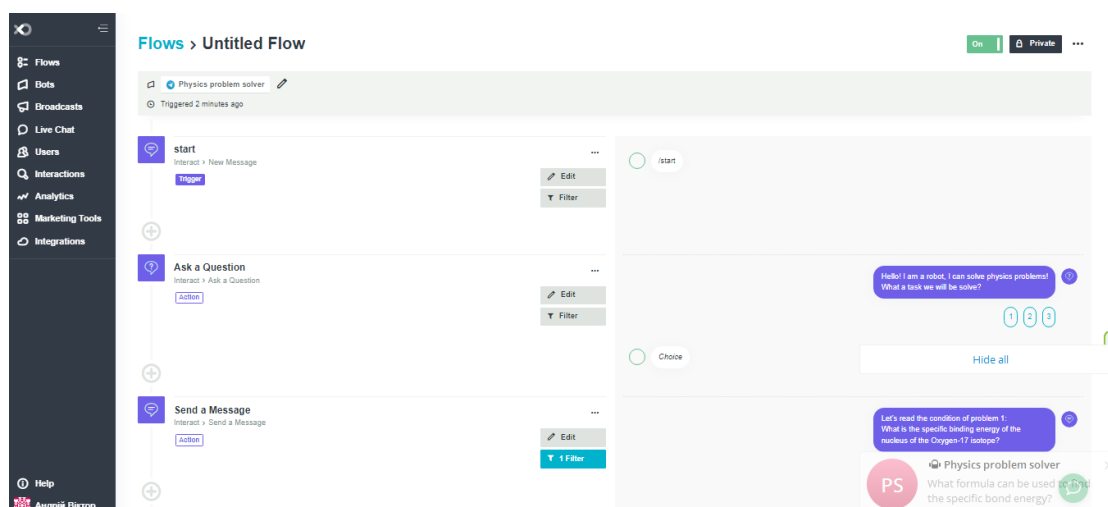 Flows
Bots
Broadcasts
Live Chat
Users
Interactions
Analytics
Marketing Tools
Integrations
Help
Андрій Віктор
Flows > Untitled Flow
On
Private
Physics problem solver
Triggered 2 minutes ago
start
Interact > New Message
Trigger
Edit
Filter
/start
Ask a Question
Interact > Ask a Question
Action
Edit
Filter
Hello! I am a robot, I can solve physics problems!
What a task we will be solve?
1 2 3
Choice
Hide all
Send a Message
Interact > Send a Message
Action
Edit
1 Filter
Let's read the condition of problem 1:
What is the specific binding energy of the
nucleus of the Oxygen-17 isotope?
PS
Physics problem solver
What formula can be used to find
the specific bond energy?